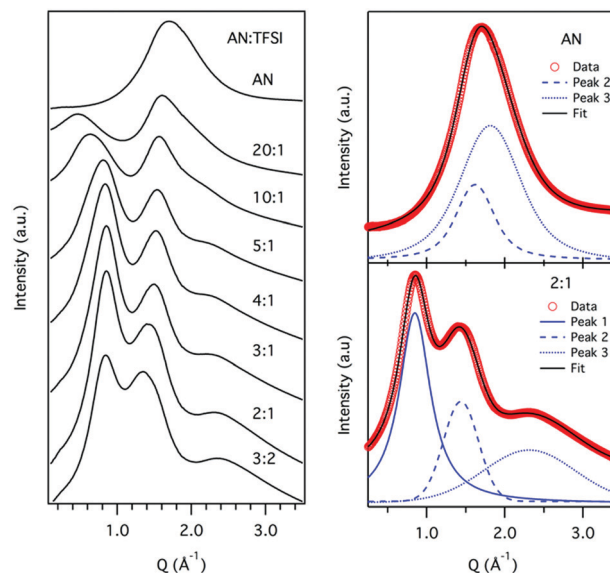 AN:TFSI
AN
20:1
10:1
5:1
4:1
3:1
2:1
3:2
Intensity (a.u.)
1.0
2.0
3.0
Q (Å⁻¹)
AN
Data
Peak 2
Peak 3
Fit
Intensity (a.u.)
2:1
Data
Peak 1
Peak 2
Peak 3
Fit
Intensity (a.u)
1.0
2.0
3.0
Q (Å⁻¹)